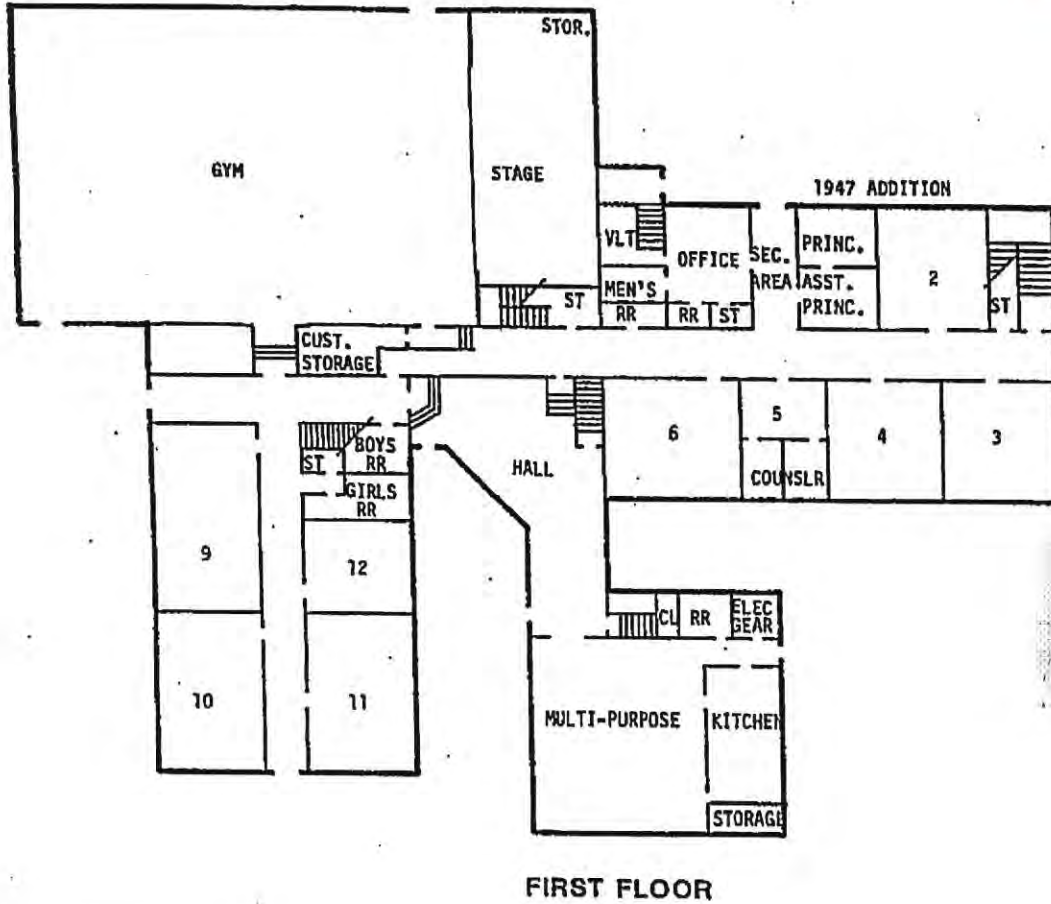 STOR.
GYM
STAGE
1947 ADDITION
VLT
OFFICE
SEC.
AREA
PRINC.
ASST.
PRINC.
2
ST
MEN'S
RR
RR
ST
ST
CUST.
STORAGE
6
5
4
3
COUNSLR
HALL
BOYS
RR
ST
GIRLS
RR
9
12
10
11
CL
RR
ELEC
GEAR
MULTI-PURPOSE
KITCHEN
STORAGE
FIRST FLOOR